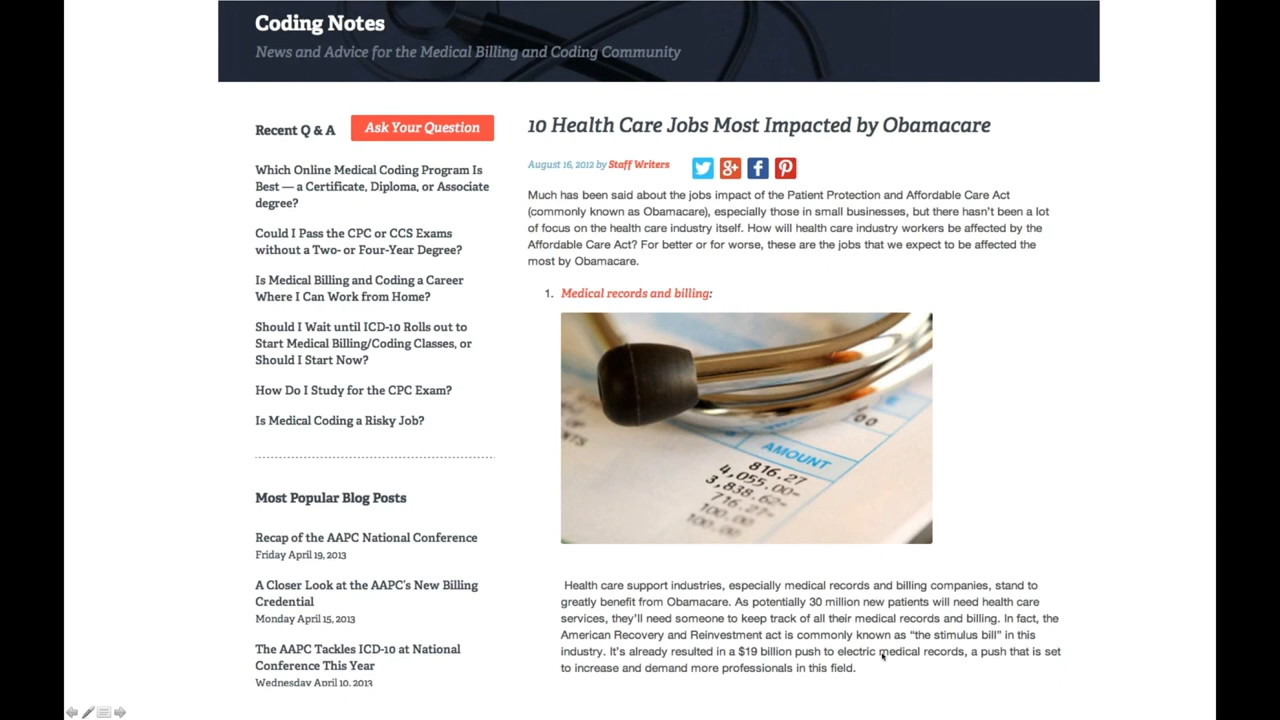 Coding Notes
News and Advice for the Medical Billing and Coding Community
Recent Q & A
Ask Your Question
Which Online Medical Coding Program Is
Best — a Certificate, Diploma, or Associate
degree?
Could I Pass the CPC or CCS Exams
without a Two- or Four-Year Degree?
Is Medical Billing and Coding a Career
Where I Can Work from Home?
Should I Wait until ICD-10 Rolls out to
Start Medical Billing/Coding Classes, or
Should I Start Now?
How Do I Study for the CPC Exam?
Is Medical Coding a Risky Job?
Most Popular Blog Posts
Recap of the AAPC National Conference
Friday April 19, 2013
A Closer Look at the AAPC's New Billing
Credential
Monday April 15, 2013
The AAPC Tackles ICD-10 at National
Conference This Year
Wednesday April 10, 2013
10 Health Care Jobs Most Impacted by Obamacare
August 16, 2012 by Staff Writers
Much has been said about the jobs impact of the Patient Protection and Affordable Care Act
(commonly known as Obamacare), especially those in small businesses, but there hasn't been a lot
of focus on the health care industry itself. How will health care industry workers be affected by the
Affordable Care Act? For better or for worse, these are the jobs that we expect to be affected the
most by Obamacare.
1. Medical records and billing:
00
AMOUNT
816.27
4,055.00-
3,838.62-
716.27-
100.00
100.00
Health care support industries, especially medical records and billing companies, stand to
greatly benefit from Obamacare. As potentially 30 million new patients will need health care
services, they'll need someone to keep track of all their medical records and billing. In fact, the
American Recovery and Reinvestment act is commonly known as "the stimulus bill" in this
industry. It's already resulted in a $19 billion push to electric medical records, a push that is set
to increase and demand more professionals in this field.